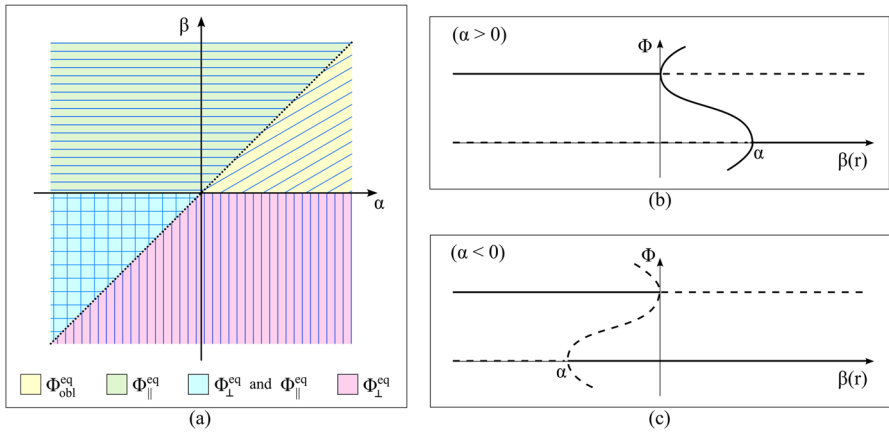 β
α
Φ^eq_obl
Φ^eq_||
Φ^eq_⊥ and Φ^eq_||
Φ^eq_⊥
(a)
(α > 0)
Φ
α
β(r)
(b)
(α < 0)
Φ
α
β(r)
(c)